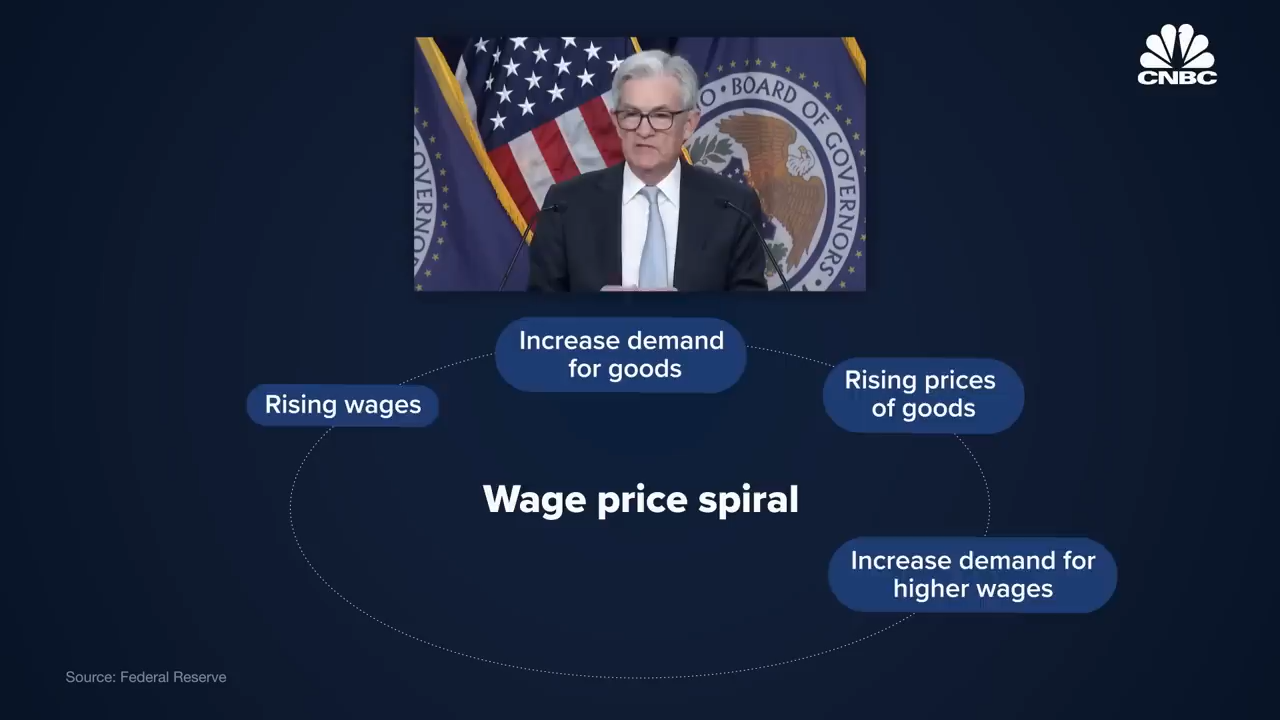 CNBC
O • BOARD OF GOVERNORS •
GOVERNO
Increase demand
for goods
Rising prices
of goods
Rising wages
Wage price spiral
Increase demand for
higher wages
Source: Federal Reserve